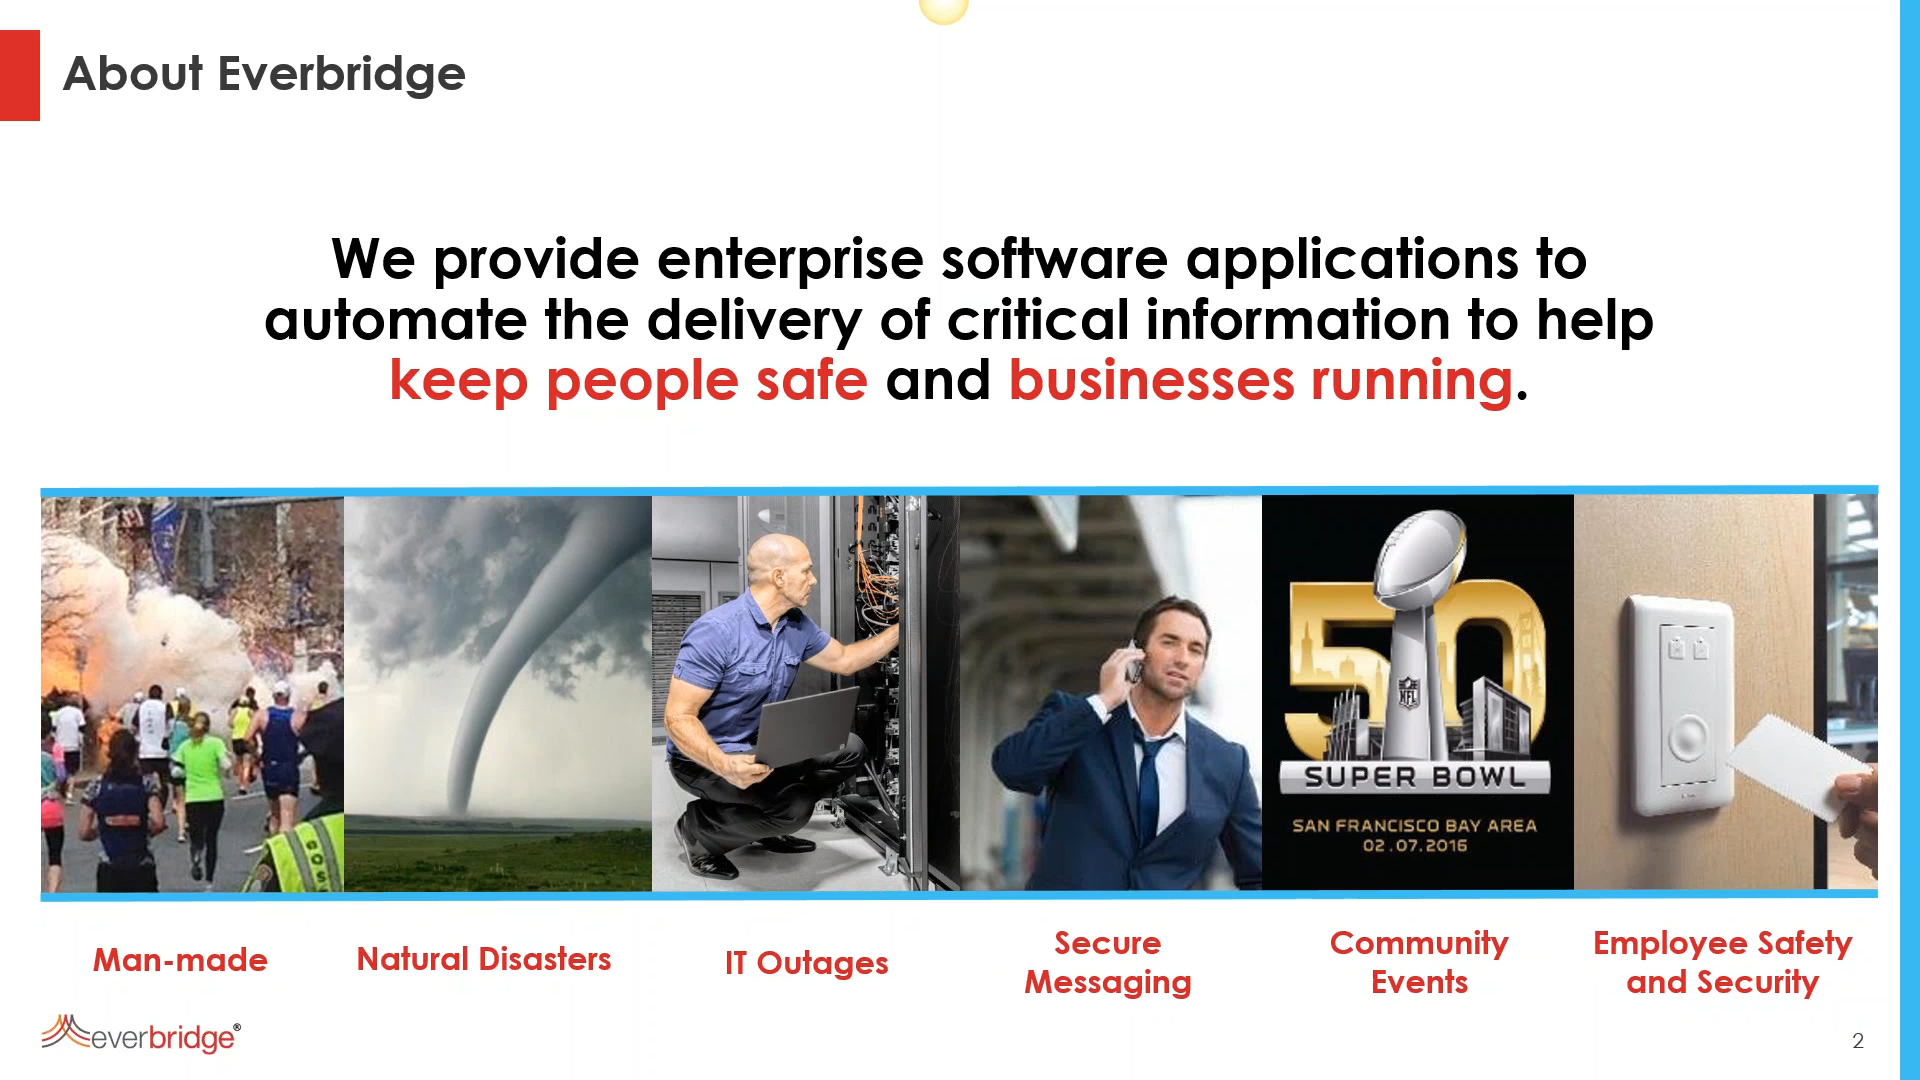 About Everbridge
We provide enterprise software applications to
automate the delivery of critical information to help
keep people safe and businesses running.
NFL
SUPER BOWL
SAN FRANCISCO BAY AREA
02.07.2016
Man-made
Natural Disasters
IT Outages
Secure
Messaging
Community
Events
Employee Safety
and Security
everbridge®
2